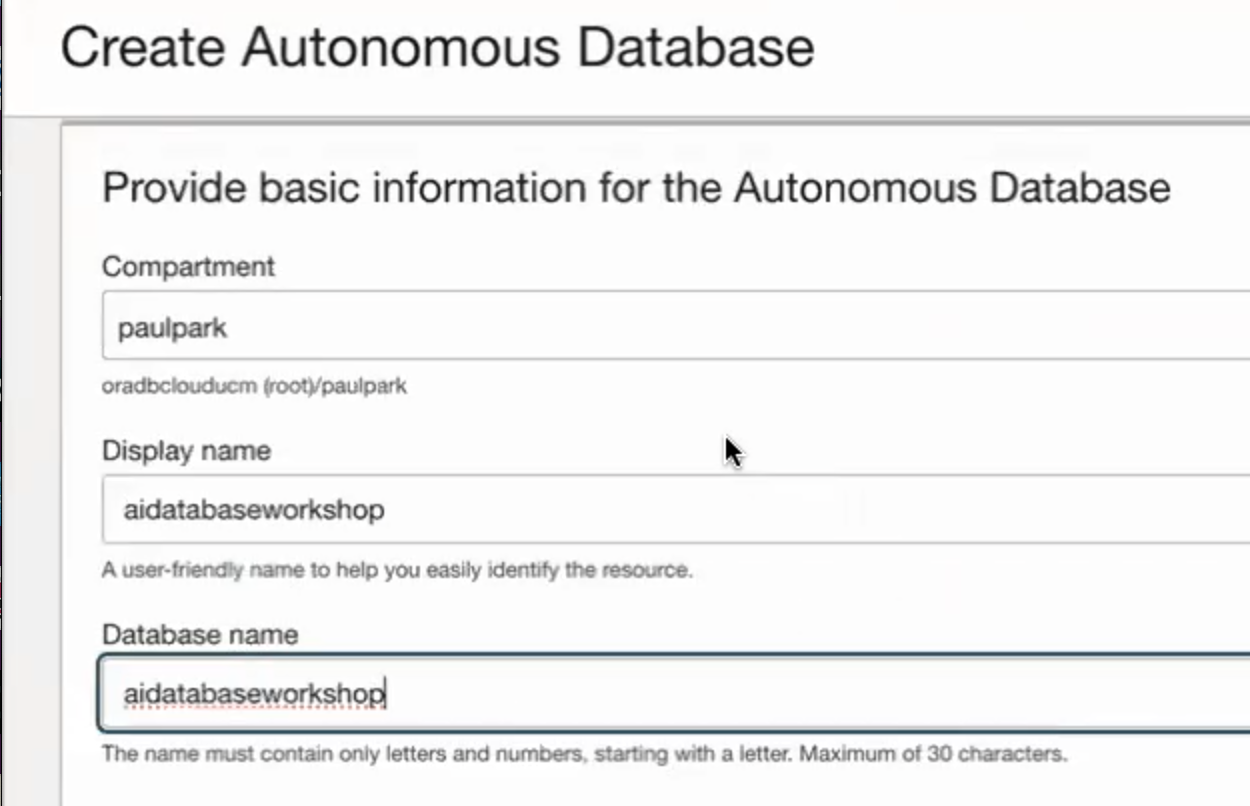 Create Autonomous Database
Provide basic information for the Autonomous Database
Compartment
paulpark
oradbclouducm (root)/paulpark
Display name
aidatabaseworkshop
A user-friendly name to help you easily identify the resource.
Database name
aidatabaseworkshop
The name must contain only letters and numbers, starting with a letter. Maximum of 30 characters.